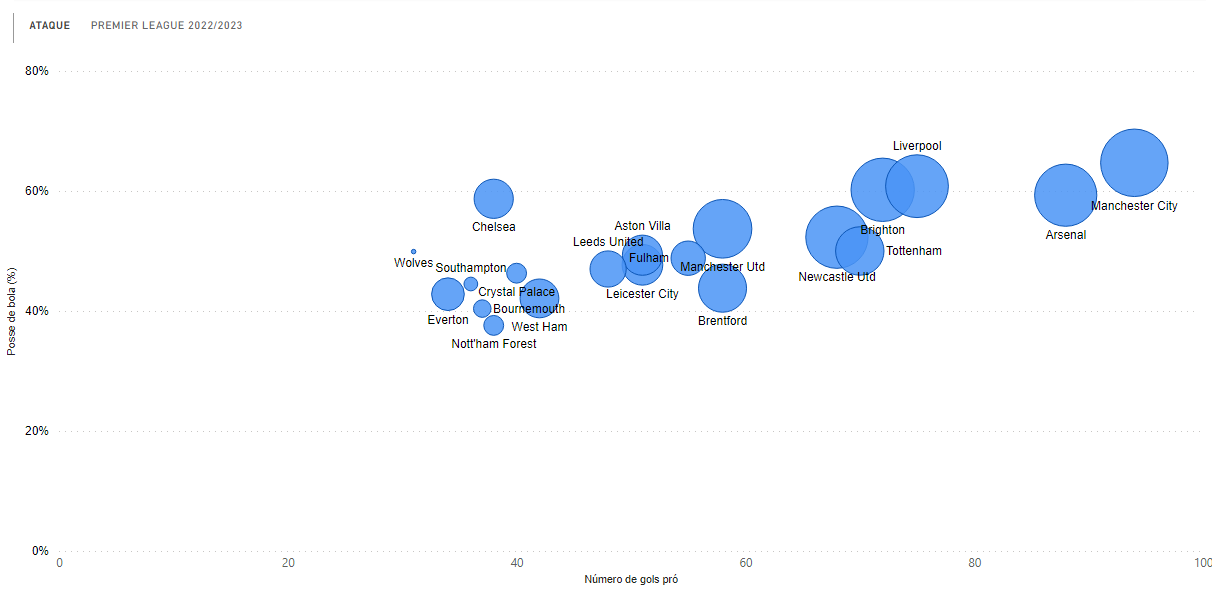 ATAQUE PREMIER LEAGUE 2022/2023
80%
60%
40%
20%
0%
Posse de bola (%)
Liverpool
Manchester City
Arsenal
Brighton
Tottenham
Newcastle Utd
Chelsea
Aston Villa
Leeds United
Fulham
Manchester Utd
Leicester City
Brentford
Wolves
Southampton
Crystal Palace
Bournemouth
Everton
West Ham
Nott'ham Forest
0 20 40 60 80 100
Número de gols pró